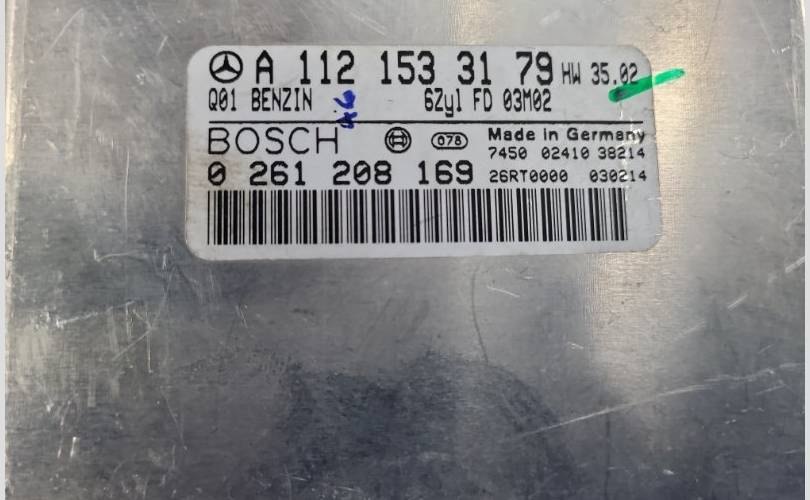 A 112 153 31 79 HW 35.02
Q01 BENZIN 6Zyl FD 03M02
BOSCH 078 Made in Germany
7450 02410 38214
0 261 208 169 26RT0000 030214